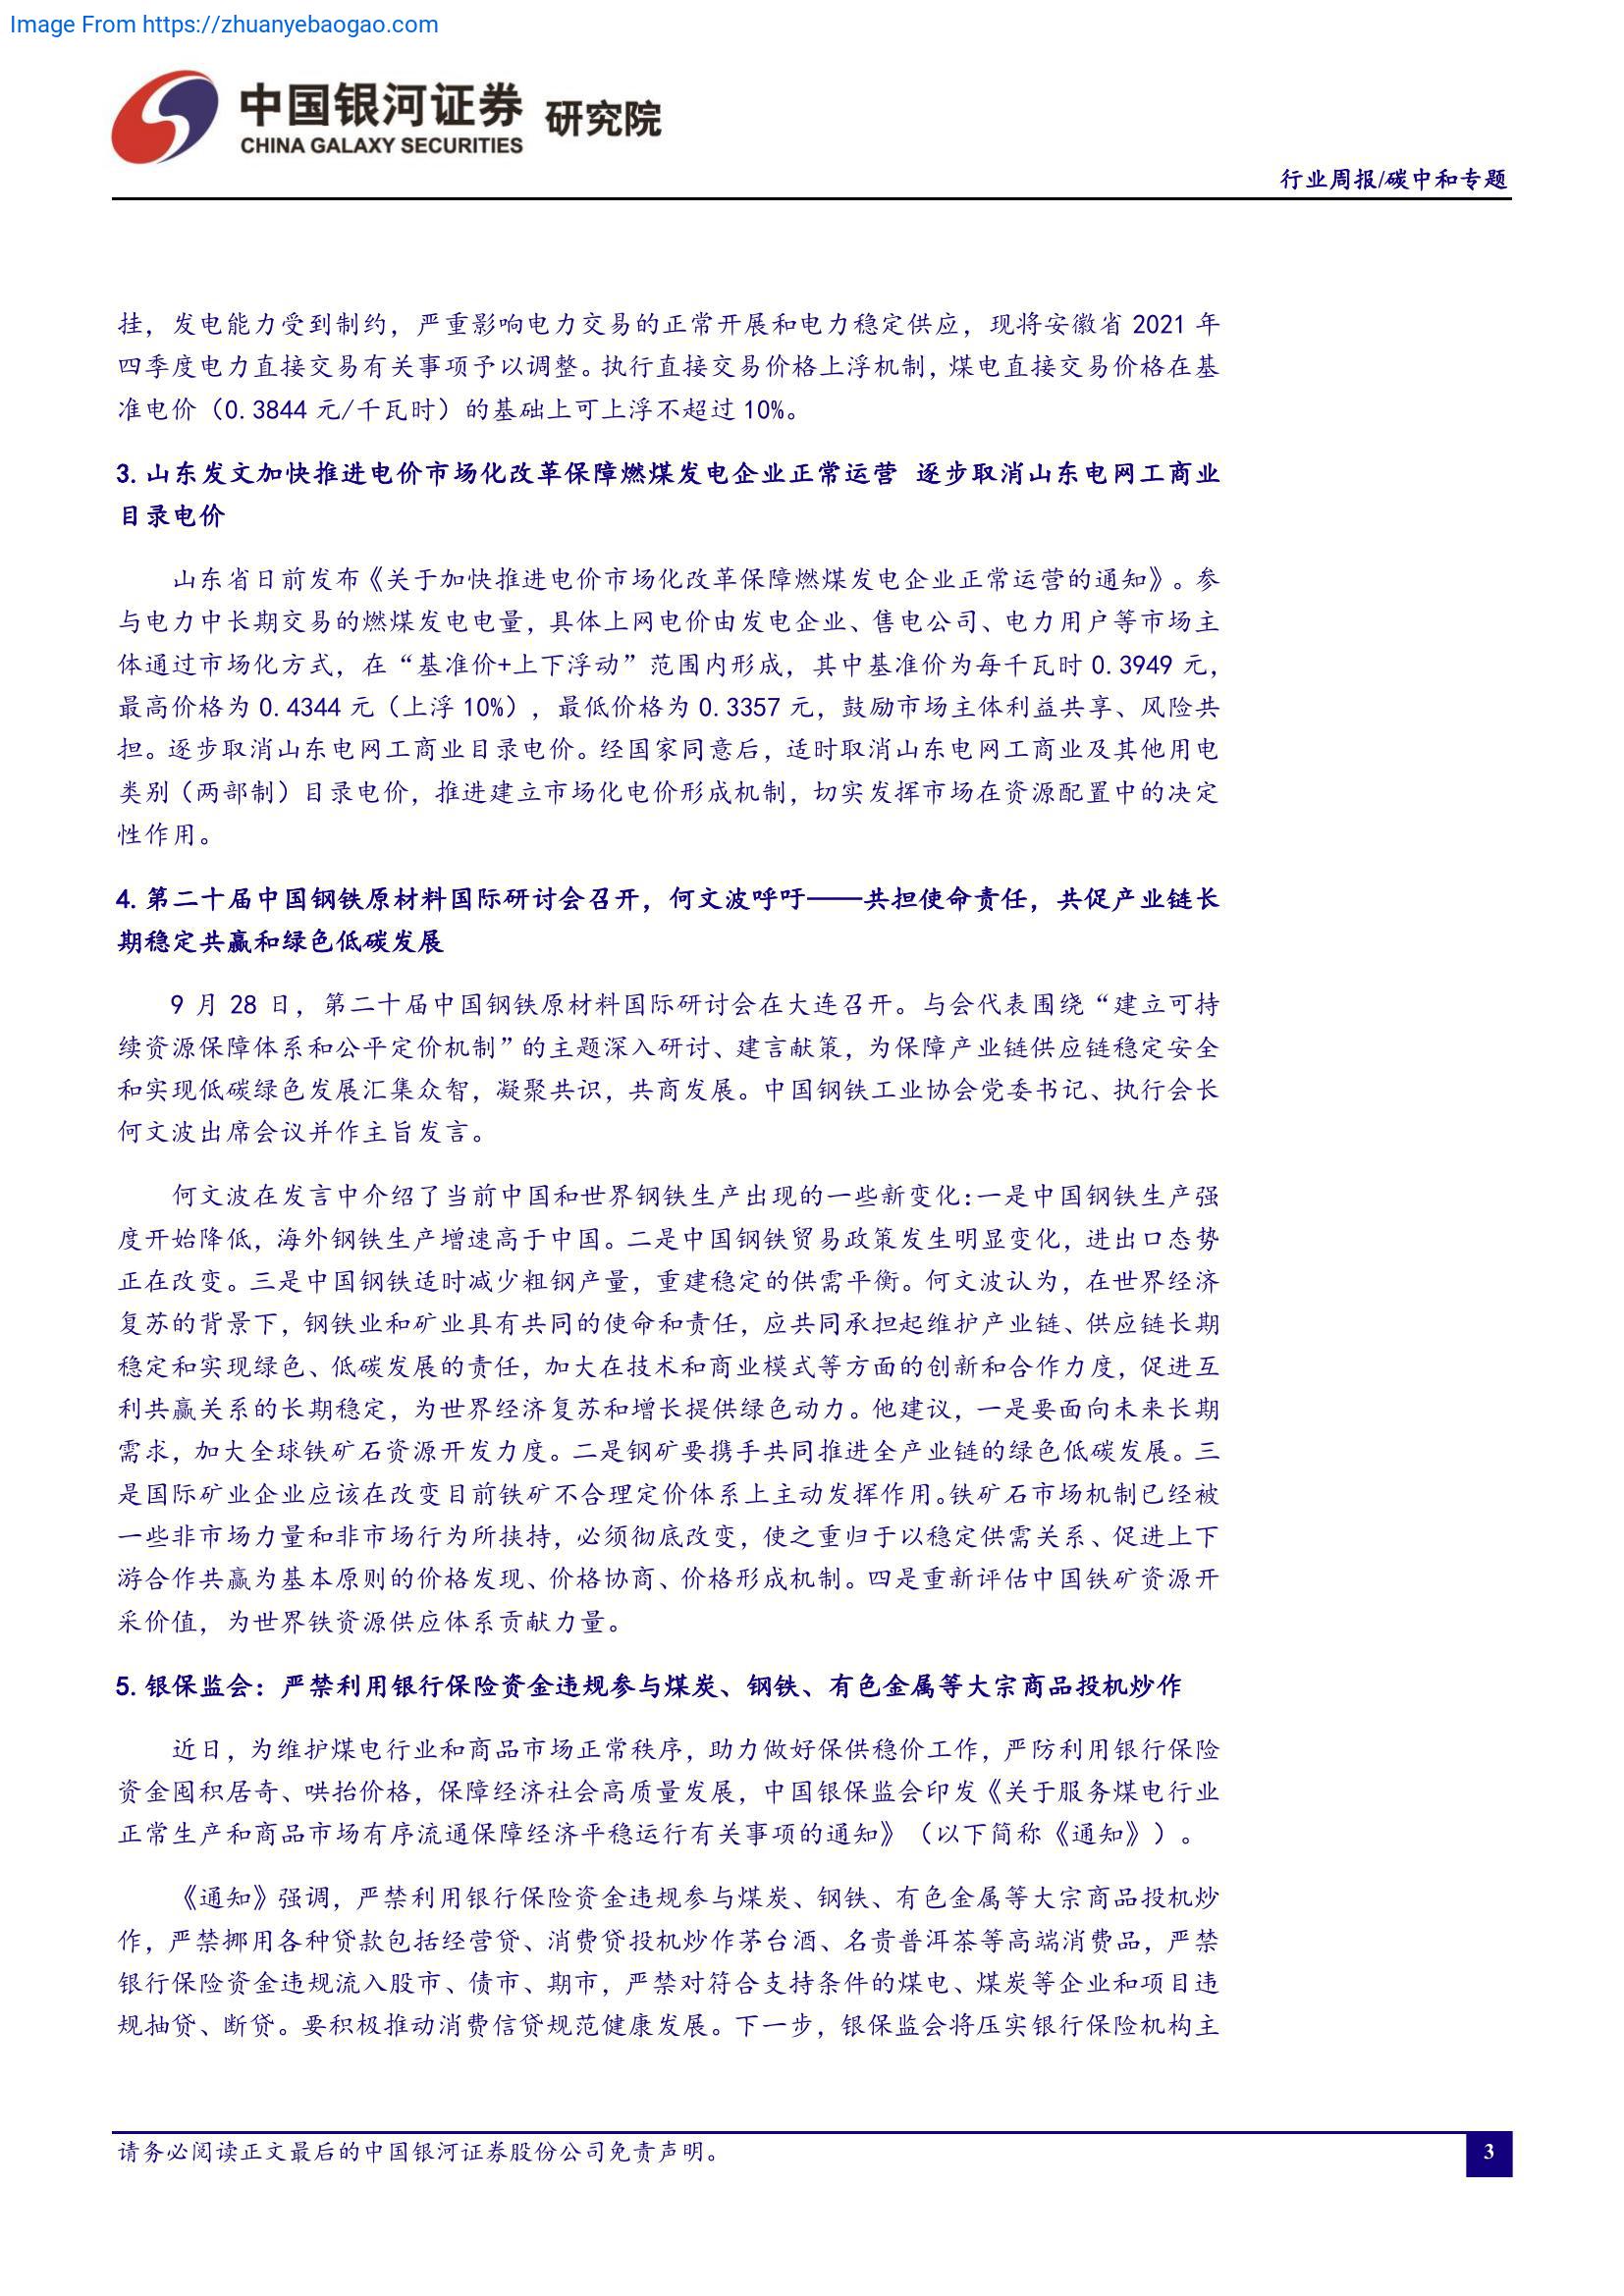 Image From https://zhuanyebaogao.com
中国银河证券 研究院
CHINA GALAXY SECURITIES
行业周报/碳中和专题
挂，发电能力受到制约，严重影响电力交易的正常开展和电力稳定供应，现将安徽省 2021 年
四季度电力直接交易有关事项予以调整。执行直接交易价格上浮机制，煤电直接交易价格在基
准电价（0.3844 元/千瓦时）的基础上可上浮不超过 10%。
3. 山东发文加快推进电价市场化改革保障燃煤发电企业正常运营 逐步取消山东电网工商业
目录电价
山东省日前发布《关于加快推进电价市场化改革保障燃煤发电企业正常运营的通知》。参
与电力中长期交易的燃煤发电电量，具体上网电价由发电企业、售电公司、电力用户等市场主
体通过市场化方式，在“基准价+上下浮动”范围内形成，其中基准价为每千瓦时 0.3949 元，
最高价格为 0.4344 元（上浮 10%），最低价格为 0.3357 元，鼓励市场主体利益共享、风险共
担。逐步取消山东电网工商业目录电价。经国家同意后，适时取消山东电网工商业及其他用电
类别（两部制）目录电价，推进建立市场化电价形成机制，切实发挥市场在资源配置中的决定
性作用。
4. 第二十届中国钢铁原材料国际研讨会召开，何文波呼吁——共担使命责任，共促产业链长
期稳定共赢和绿色低碳发展
9 月 28 日，第二十届中国钢铁原材料国际研讨会在大连召开。与会代表围绕“建立可持
续资源保障体系和公平定价机制”的主题深入研讨、建言献策，为保障产业链供应链稳定安全
和实现低碳绿色发展汇集众智，凝聚共识，共商发展。中国钢铁工业协会党委书记、执行会长
何文波出席会议并作主旨发言。
何文波在发言中介绍了当前中国和世界钢铁生产出现的一些新变化：一是中国钢铁生产强
度开始降低，海外钢铁生产增速高于中国。二是中国钢铁贸易政策发生明显变化，进出口态势
正在改变。三是中国钢铁适时减少粗钢产量，重建稳定的供需平衡。何文波认为，在世界经济
复苏的背景下，钢铁业和矿业具有共同的使命和责任，应共同承担起维护产业链、供应链长期
稳定和实现绿色、低碳发展的责任，加大在技术和商业模式等方面的创新和合作力度，促进互
利共赢关系的长期稳定，为世界经济复苏和增长提供绿色动力。他建议，一是要面向未来长期
需求，加大全球铁矿石资源开发力度。二是钢矿要携手共同推进全产业链的绿色低碳发展。三
是国际矿业企业应该在改变目前铁矿不合理定价体系上主动发挥作用。铁矿石市场机制已经被
一些非市场力量和非市场行为所挟持，必须彻底改变，使之重归于以稳定供需关系、促进上下
游合作共赢为基本原则的价格发现、价格协商、价格形成机制。四是重新评估中国铁矿资源开
采价值，为世界铁资源供应体系贡献力量。
5. 银保监会：严禁利用银行保险资金违规参与煤炭、钢铁、有色金属等大宗商品投机炒作
近日，为维护煤电行业和商品市场正常秩序，助力做好保供稳价工作，严防利用银行保险
资金囤积居奇、哄抬价格，保障经济社会高质量发展，中国银保监会印发《关于服务煤电行业
正常生产和商品市场有序流通保障经济平稳运行有关事项的通知》（以下简称《通知》）。
《通知》强调，严禁利用银行保险资金违规参与煤炭、钢铁、有色金属等大宗商品投机炒
作，严禁挪用各种贷款包括经营贷、消费贷投机炒作茅台酒、名贵普洱茶等高端消费品，严禁
银行保险资金违规流入股市、债市、期市，严禁对符合支持条件的煤电、煤炭等企业和项目违
规抽贷、断贷。要积极推动消费信贷规范健康发展。下一步，银保监会将压实银行保险机构主
请务必阅读正文最后的中国银河证券股份公司免责声明。
3